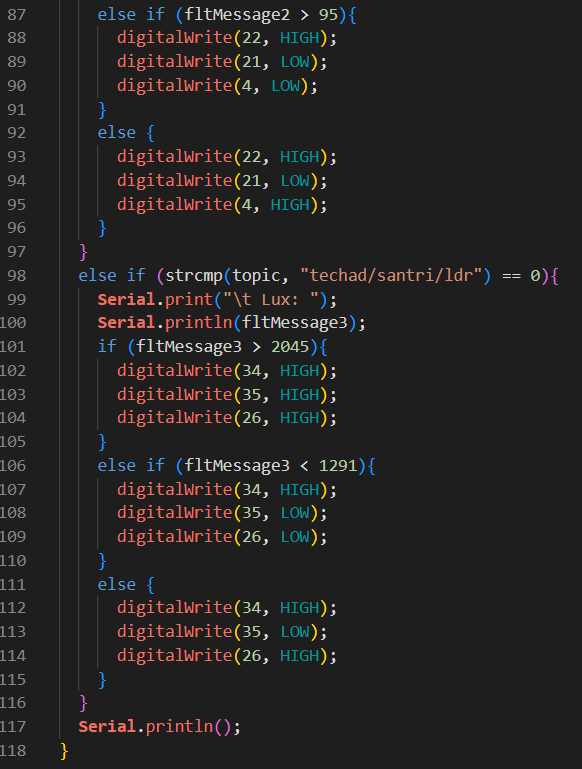 87 else if (fltMessage2 > 95){
88 digitalWrite(22, HIGH);
89 digitalWrite(21, LOW);
90 digitalWrite(4, LOW);
91 }
92 else {
93 digitalWrite(22, HIGH);
94 digitalWrite(21, LOW);
95 digitalWrite(4, HIGH);
96 }
97 }
98 else if (strcmp(topic, "techad/santri/ldr") == 0){
99 Serial.print("\t Lux: ");
100 Serial.println(fltMessage3);
101 if (fltMessage3 > 2045){
102 digitalWrite(34, HIGH);
103 digitalWrite(35, HIGH);
104 digitalWrite(26, HIGH);
105 }
106 else if (fltMessage3 < 1291){
107 digitalWrite(34, HIGH);
108 digitalWrite(35, LOW);
109 digitalWrite(26, LOW);
110 }
111 else {
112 digitalWrite(34, HIGH);
113 digitalWrite(35, LOW);
114 digitalWrite(26, HIGH);
115 }
116 }
117 Serial.println();
118 }